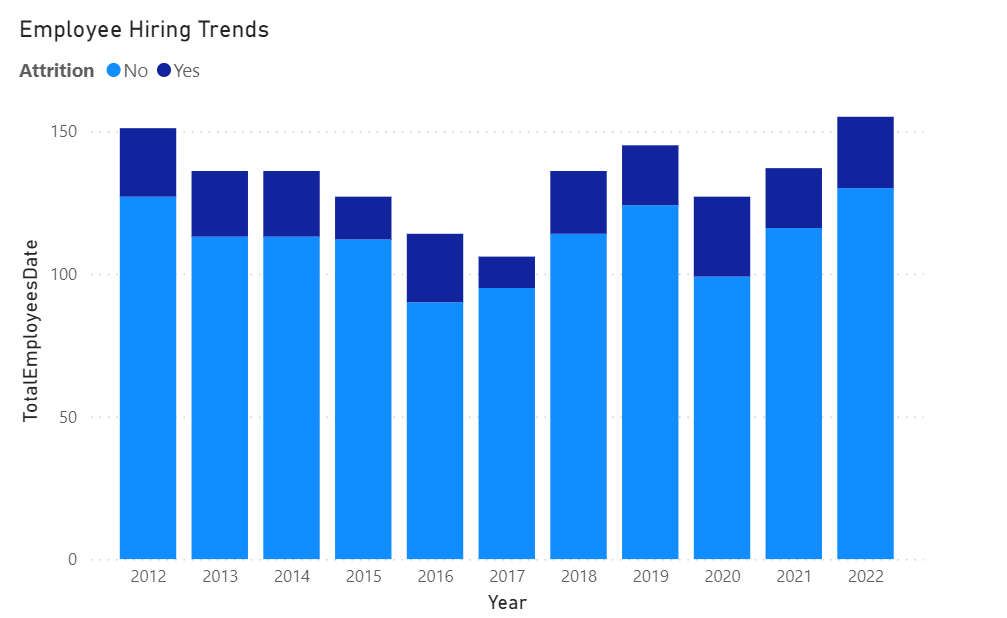 Employee Hiring Trends
Attrition No Yes
150
100
50
0
TotalEmployeesDate
2012 2013 2014 2015 2016 2017 2018 2019 2020 2021 2022
Year